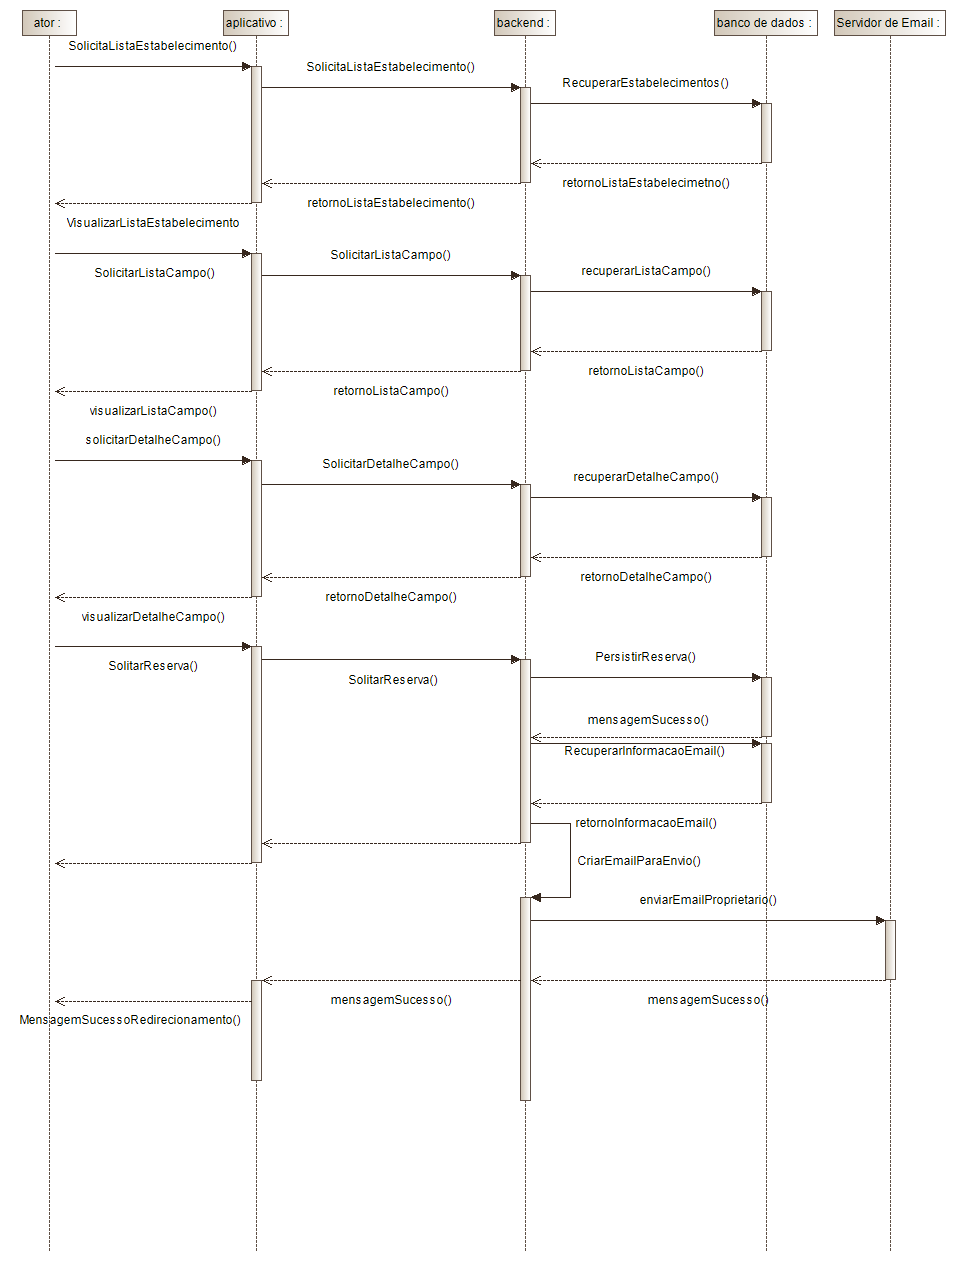 ator :
aplicativo :
backend :
banco de dados :
Servidor de Email :
SolicitaListaEstabelecimento()
SolicitaListaEstabelecimento()
RecuperarEstabelecimentos()
retornoListaEstabelecimetno()
retornoListaEstabelecimento()
VisualizarListaEstabelecimento
SolicitarListaCampo()
SolicitarListaCampo()
recuperarListaCampo()
retornoListaCampo()
retornoListaCampo()
visualizarListaCampo()
solicitarDetalheCampo()
SolicitarDetalheCampo()
recuperarDetalheCampo()
retornoDetalheCampo()
retornoDetalheCampo()
visualizarDetalheCampo()
SolitarReserva()
SolitarReserva()
PersistirReserva()
mensagemSucesso()
RecuperarInformacaoEmail()
retornoInformacaoEmail()
CriarEmailParaEnvio()
enviarEmailProprietario()
mensagemSucesso()
mensagemSucesso()
MensagemSucessoRedirecionamento()